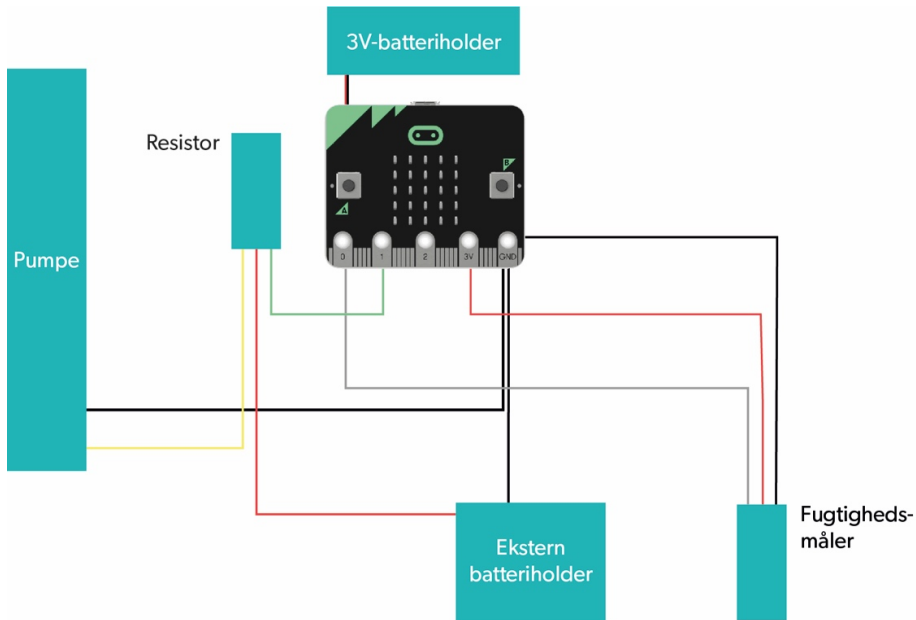 3V-batteriholder
Resistor
B
A
Pumpe
0
1
2
3V
GND
Ekstern
batteriholder
Fugtigheds-
måler